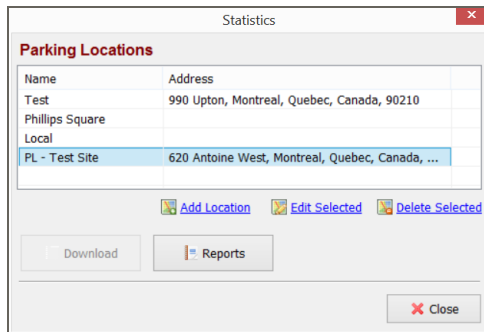 Statistics
Parking Locations
Name Address
Test 990 Upton, Montreal, Quebec, Canada, 90210
Phillips Square
Local
PL - Test Site 620 Antoine West, Montreal, Quebec, Canada, ...
Add Location Edit Selected Delete Selected
Download Reports
Close